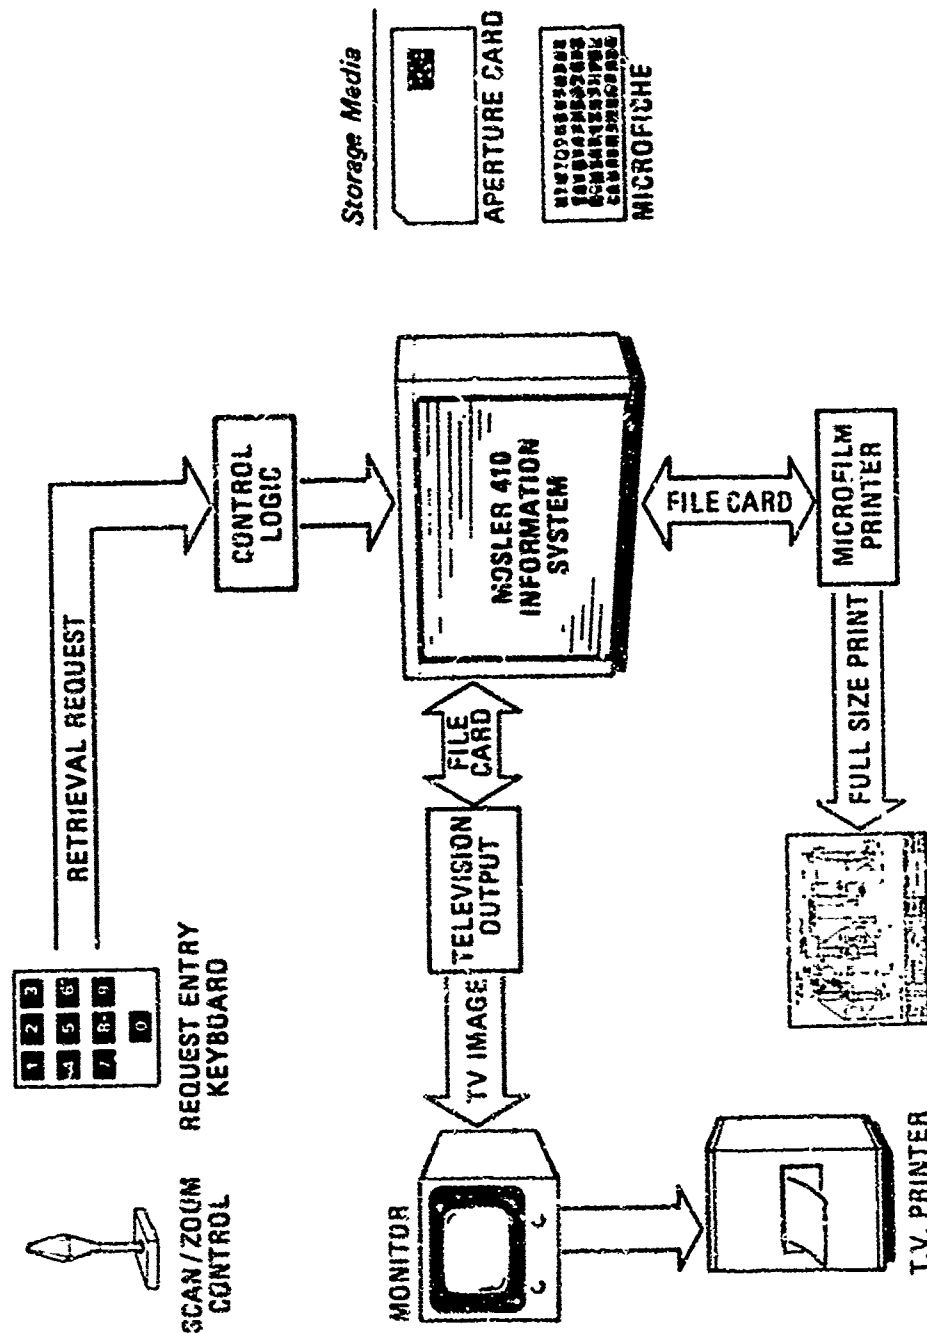 SCAN/ZOOM
CONTROL
REQUEST ENTRY
KEYBOARD
1 2 3
4 5 6
7 8 9
0
RETRIEVAL REQUEST
CONTROL
LOGIC
Storage Media
APERTURE CARD
MICROFICHE
MONITOR
TV IMAGE
TELEVISION
OUTPUT
FILE
CARD
MOSLER 410
INFORMATION
SYSTEM
FILE CARD
T.V. PRINTER
FULL SIZE PRINT
MICROFILM
PRINTER